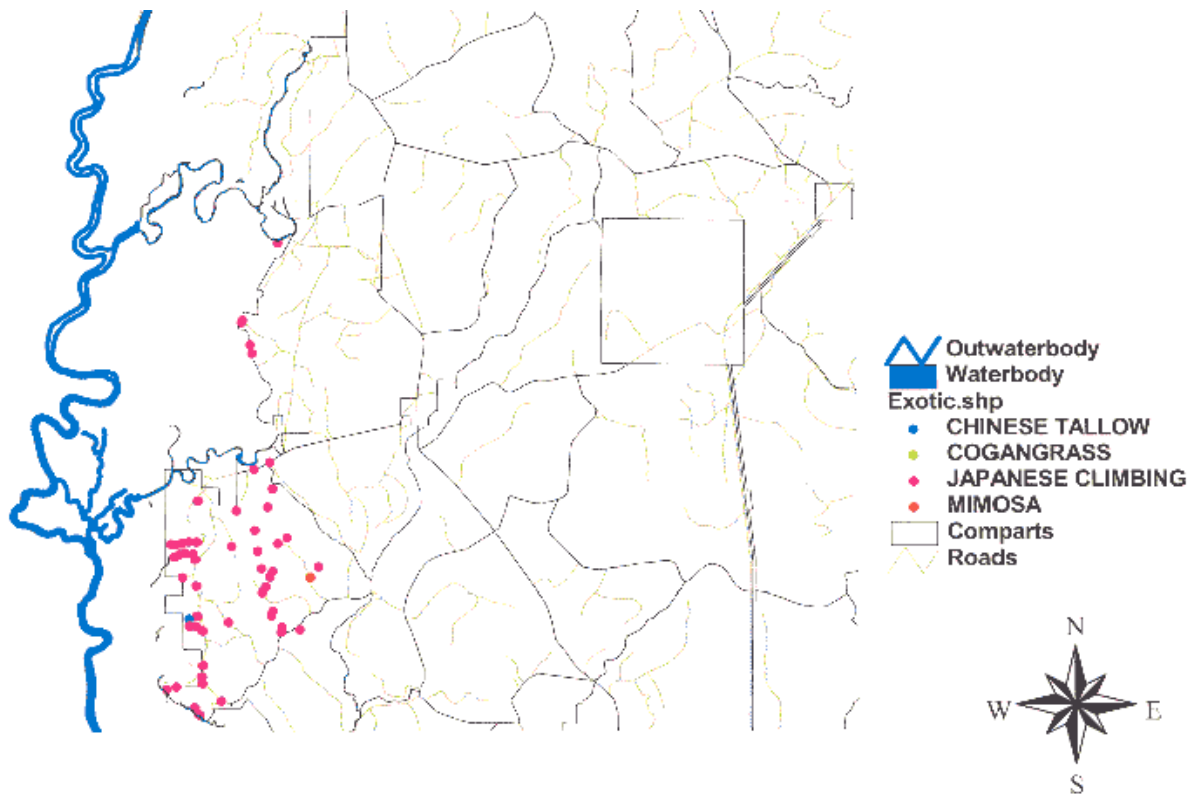 Outwaterbody
Waterbody
Exotic.shp
CHINESE TALLOW
COGANGRASS
JAPANESE CLIMBING
MIMOSA
Comparts
Roads
N
W E
S